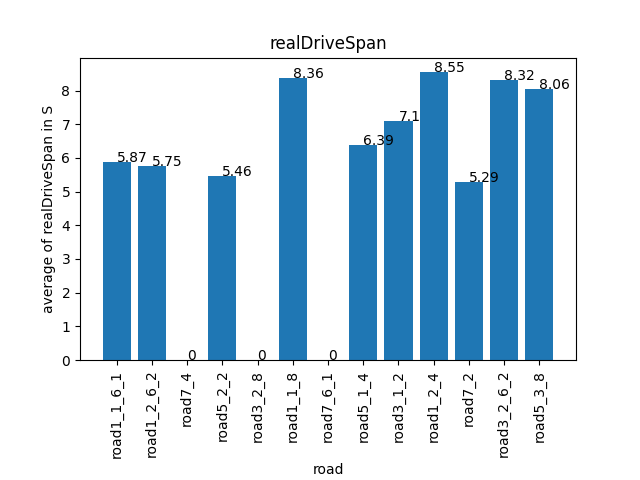 realDriveSpan
average of realDriveSpan in S
8
7
6
5
4
3
2
1
0
5.87
5.75
0
5.46
0
8.36
0
6.39
7.1
8.55
5.29
8.32
8.06
road1_1_6_1
road1_2_6_2
road7_4
road5_2_2
road3_2_8
road1_1_8
road7_6_1
road5_1_4
road3_1_2
road1_2_4
road7_2
road3_2_6_2
road5_3_8
road